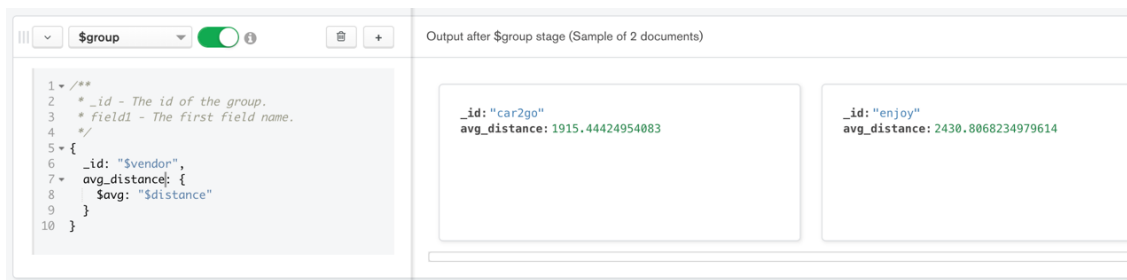 $group
+
Output after $group stage (Sample of 2 documents)
1 /**
2  * _id - The id of the group.
3  * field1 - The first field name.
4  */
5 {
6   _id: "$vendor",
7   avg_distance: {
8     $avg: "$distance"
9   }
10 }
_id: "car2go"
avg_distance: 1915.44424954083
_id: "enjoy"
avg_distance: 2430.8068234979614